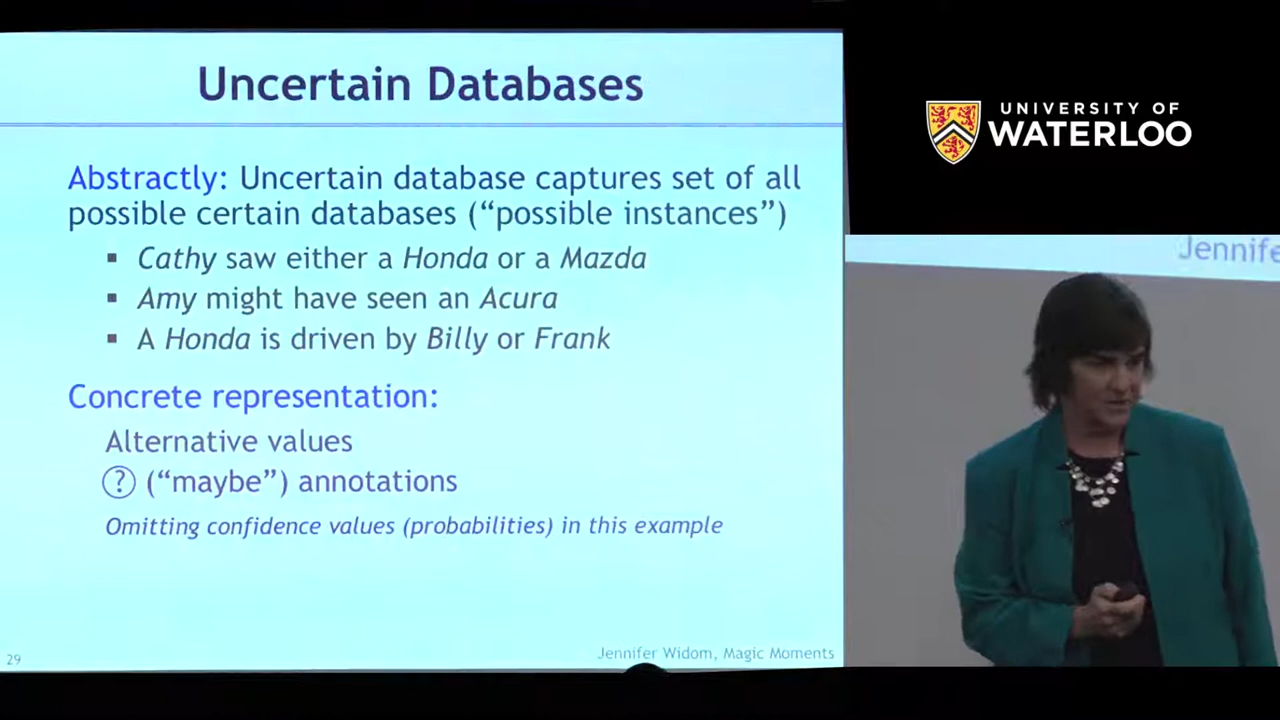 Uncertain Databases
Abstractly: Uncertain database captures set of all
possible certain databases (“possible instances”)
▪ Cathy saw either a Honda or a Mazda
▪ Amy might have seen an Acura
▪ A Honda is driven by Billy or Frank
Concrete representation:
Alternative values
? (“maybe”) annotations
Omitting confidence values (probabilities) in this example
29
Jennifer Widom, Magic Moments
UNIVERSITY OF
WATERLOO
Jennife